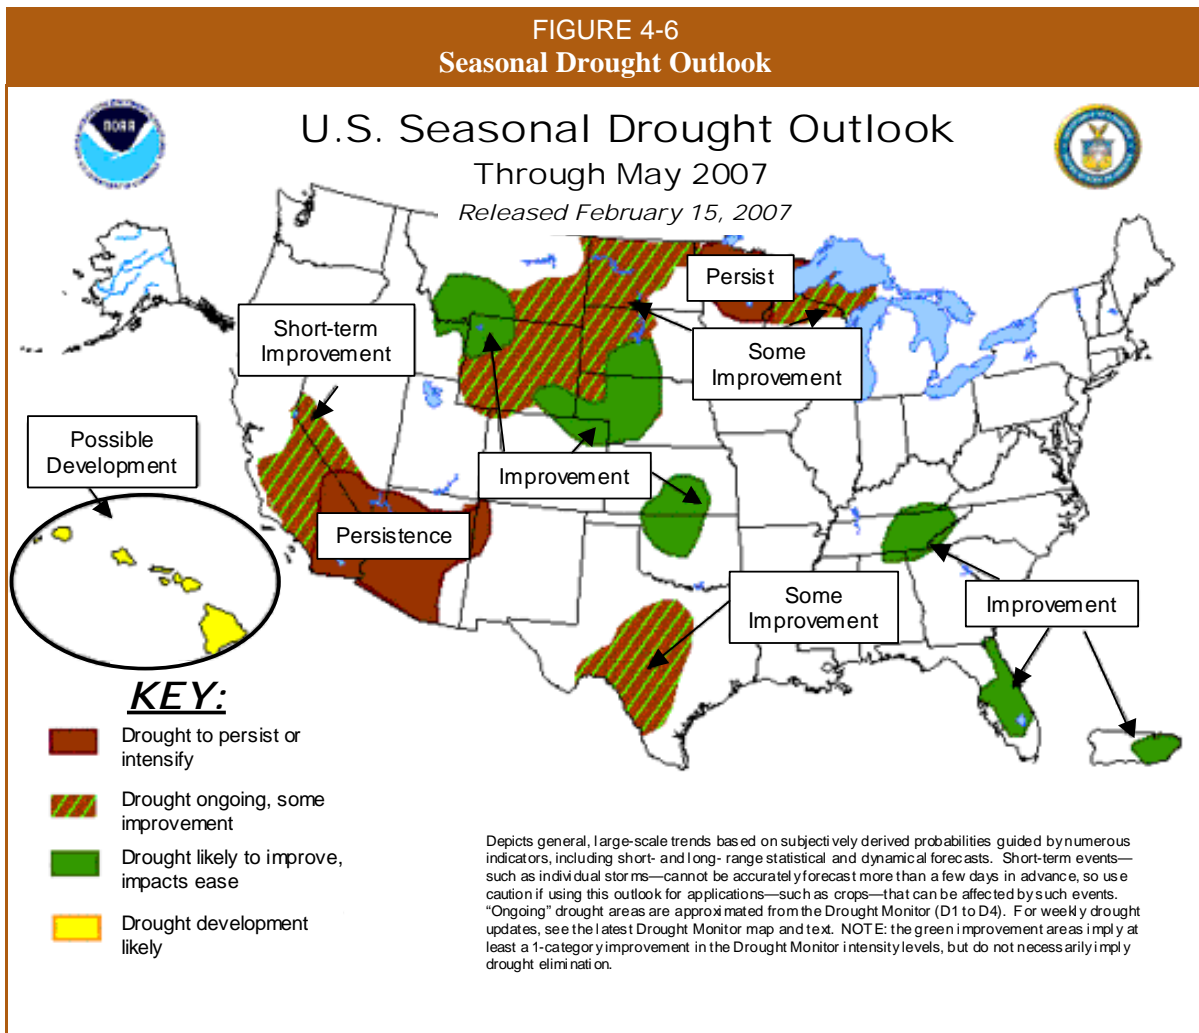 FIGURE 4-6
Seasonal Drought Outlook
NOAA
U.S. Seasonal Drought Outlook
Through May 2007
Released February 15, 2007
Persist
Short-term
Improvement
Some
Improvement
Possible
Development
Improvement
Persistence
Some
Improvement
Improvement
KEY:
Drought to persist or
intensify
Drought ongoing, some
improvement
Drought likely to improve,
impacts ease
Drought development
likely
Depicts general, large-scale trends based on subjectively derived probabilities guided by numerous
indicators, including short- and long- range statistical and dynamical forecasts. Short-term events—
such as individual storms—cannot be accurately forecast more than a few days in advance, so use
caution if using this outlook for applications—such as crops—that can be affected by such events.
“Ongoing” drought areas are approximated from the Drought Monitor (D1 to D4). For weekly drought
updates, see the latest Drought Monitor map and text. NOTE: the green improvement areas imply at
least a 1-category improvement in the Drought Monitor intensity levels, but do not necessarily imply
drought elimination.